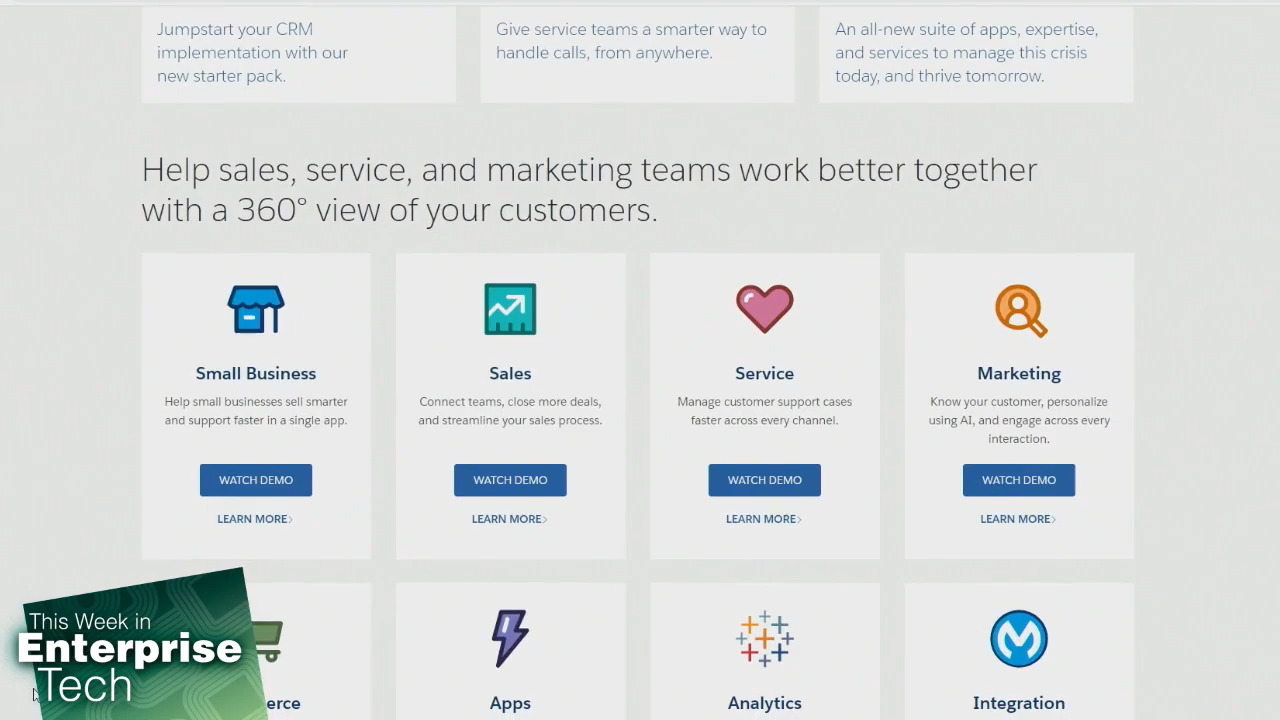 Jumpstart your CRM
implementation with our
new starter pack.
Give service teams a smarter way to
handle calls, from anywhere.
An all-new suite of apps, expertise,
and services to manage this crisis
today, and thrive tomorrow.
Help sales, service, and marketing teams work better together
with a 360° view of your customers.
Small Business
Help small businesses sell smarter
and support faster in a single app.
WATCH DEMO
LEARN MORE
Sales
Connect teams, close more deals,
and streamline your sales process.
WATCH DEMO
LEARN MORE
Service
Manage customer support cases
faster across every channel.
WATCH DEMO
LEARN MORE
Marketing
Know your customer, personalize
using AI, and engage across every
interaction.
WATCH DEMO
LEARN MORE
erce
Apps
Analytics
Integration
This Week in
Enterprise
Tech